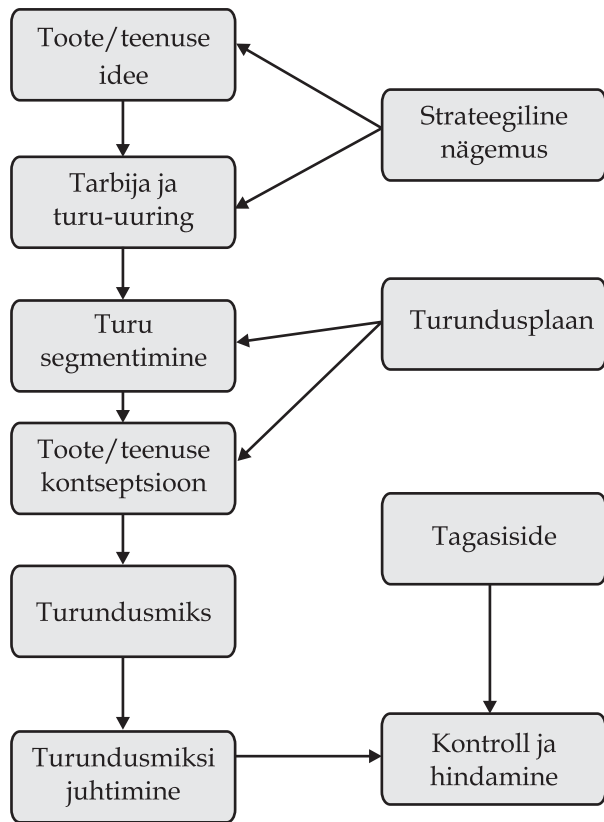 Toote/teenuse
idee
Strateegiline
nägemus
Tarbija ja
turu-uuring
Turu
segmentimine
Turundusplaan
Toote/teenuse
kontseptsioon
Tagasiside
Turundusmiks
Turundusmiksi
juhtimine
Kontroll ja
hindamine